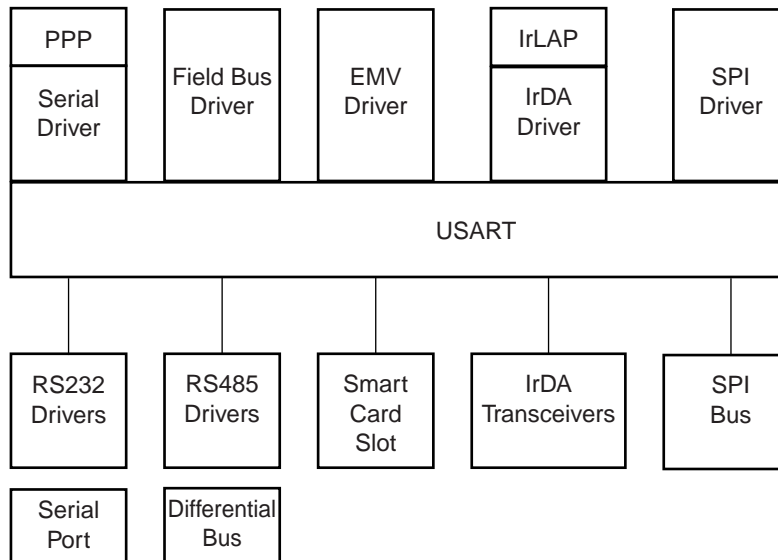 PPP
Serial
Driver
Field Bus
Driver
EMV
Driver
IrLAP
IrDA
Driver
SPI
Driver
USART
RS232
Drivers
RS485
Drivers
Smart
Card
Slot
IrDA
Transceivers
SPI
Bus
Serial
Port
Differential
Bus